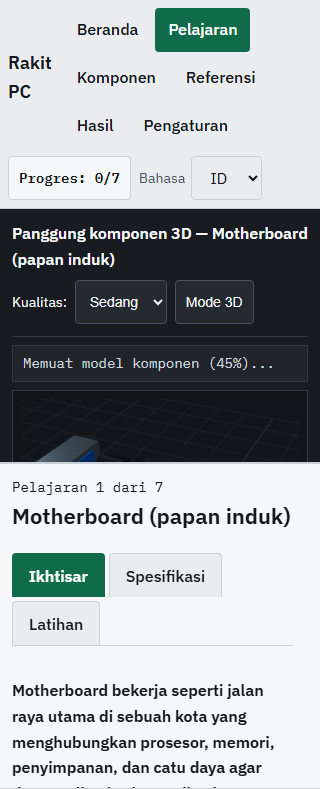 Rakit
PC
Beranda Pelajaran
Komponen Referensi
Hasil Pengaturan
Progres: 0/7 Bahasa ID
Panggung komponen 3D — Motherboard
(papan induk)
Kualitas: Sedang Mode 3D
Memuat model komponen (45%)...
Pelajaran 1 dari 7
Motherboard (papan induk)
Ikhtisar Spesifikasi
Latihan
Motherboard bekerja seperti jalan
raya utama di sebuah kota yang
menghubungkan prosesor, memori,
penyimpanan, dan catu daya agar